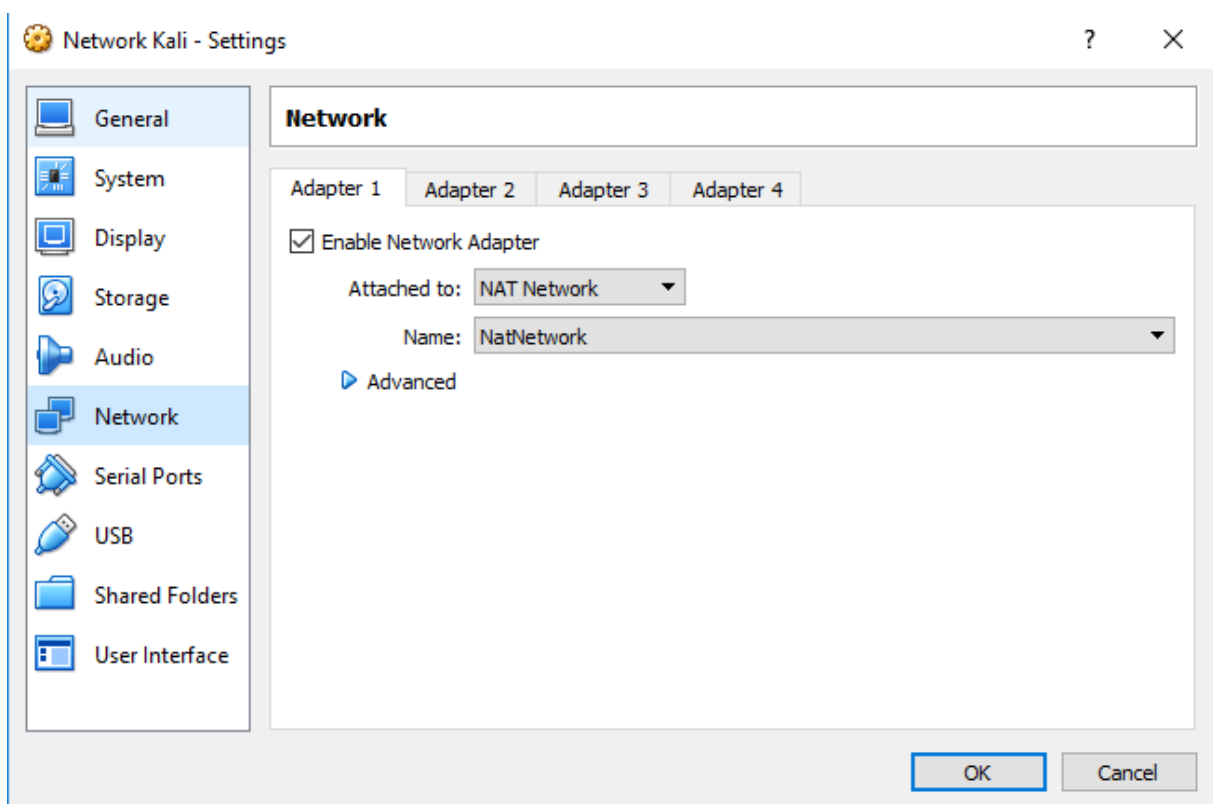 Network Kali - Settings
?
General
System
Display
Storage
Audio
Network
Serial Ports
USB
Shared Folders
User Interface
Network
Adapter 1 Adapter 2 Adapter 3 Adapter 4
Enable Network Adapter
Attached to: NAT Network
Name: NatNetwork
Advanced
OK Cancel